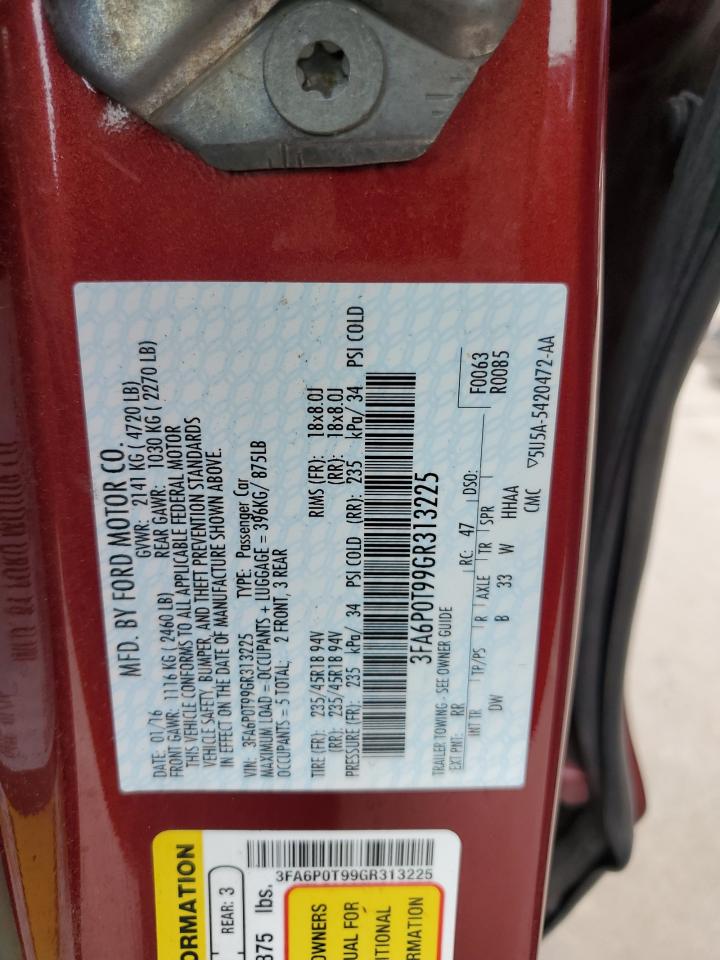 MFD. BY FORD MOTOR CO.
DATE: 01/16 GVWR: 2141 KG ( 4720 LB)
FRONT GAWR: 1116 KG ( 2460 LB) REAR GAWR: 1030 KG ( 2270 LB)
THIS VEHICLE CONFORMS TO ALL APPLICABLE FEDERAL MOTOR
VEHICLE SAFETY, BUMPER, AND THEFT PREVENTION STANDARDS
IN EFFECT ON THE DATE OF MANUFACTURE SHOWN ABOVE.
VIN: 3FA6P0T99GR313225 TYPE: Passenger Car
MAXIMUM LOAD = OCCUPANTS + LUGGAGE = 396KG/ 875LB
OCCUPANTS = 5 TOTAL; 2 FRONT, 3 REAR
TIRE (FR): 235/45R18 94V RIMS (FR): 18x8.0J
(RR): 235/45R18 94V (RR): 18x8.0J
PRESSURE (FR): 235 kPa/ 34 PSI COLD (RR): 235 kPa/ 34 PSI COLD
3FA6P0T99GR313225
TRAILER TOWING - SEE OWNER GUIDE
EXT PNT: RR RC: 47 DSO: F0063
R0085
INT TR TP/PS R AXLE TR SPR
DW B 33 W HHAA
CMC ▽5U5A-5420472-AA
ORMATION
REAR: 3
875 lbs.
3FA6P0T99GR313225
OWNERS
UAL FOR
ITIONAL